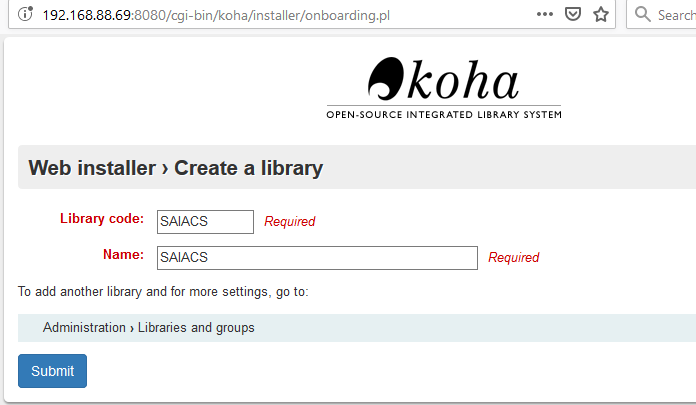 192.168.88.69:8080/cgi-bin/koha/installer/onboarding.pl
Search
koha
OPEN-SOURCE INTEGRATED LIBRARY SYSTEM
Web installer › Create a library
Library code: SAIACS Required
Name: SAIACS Required
To add another library and for more settings, go to:
Administration › Libraries and groups
Submit